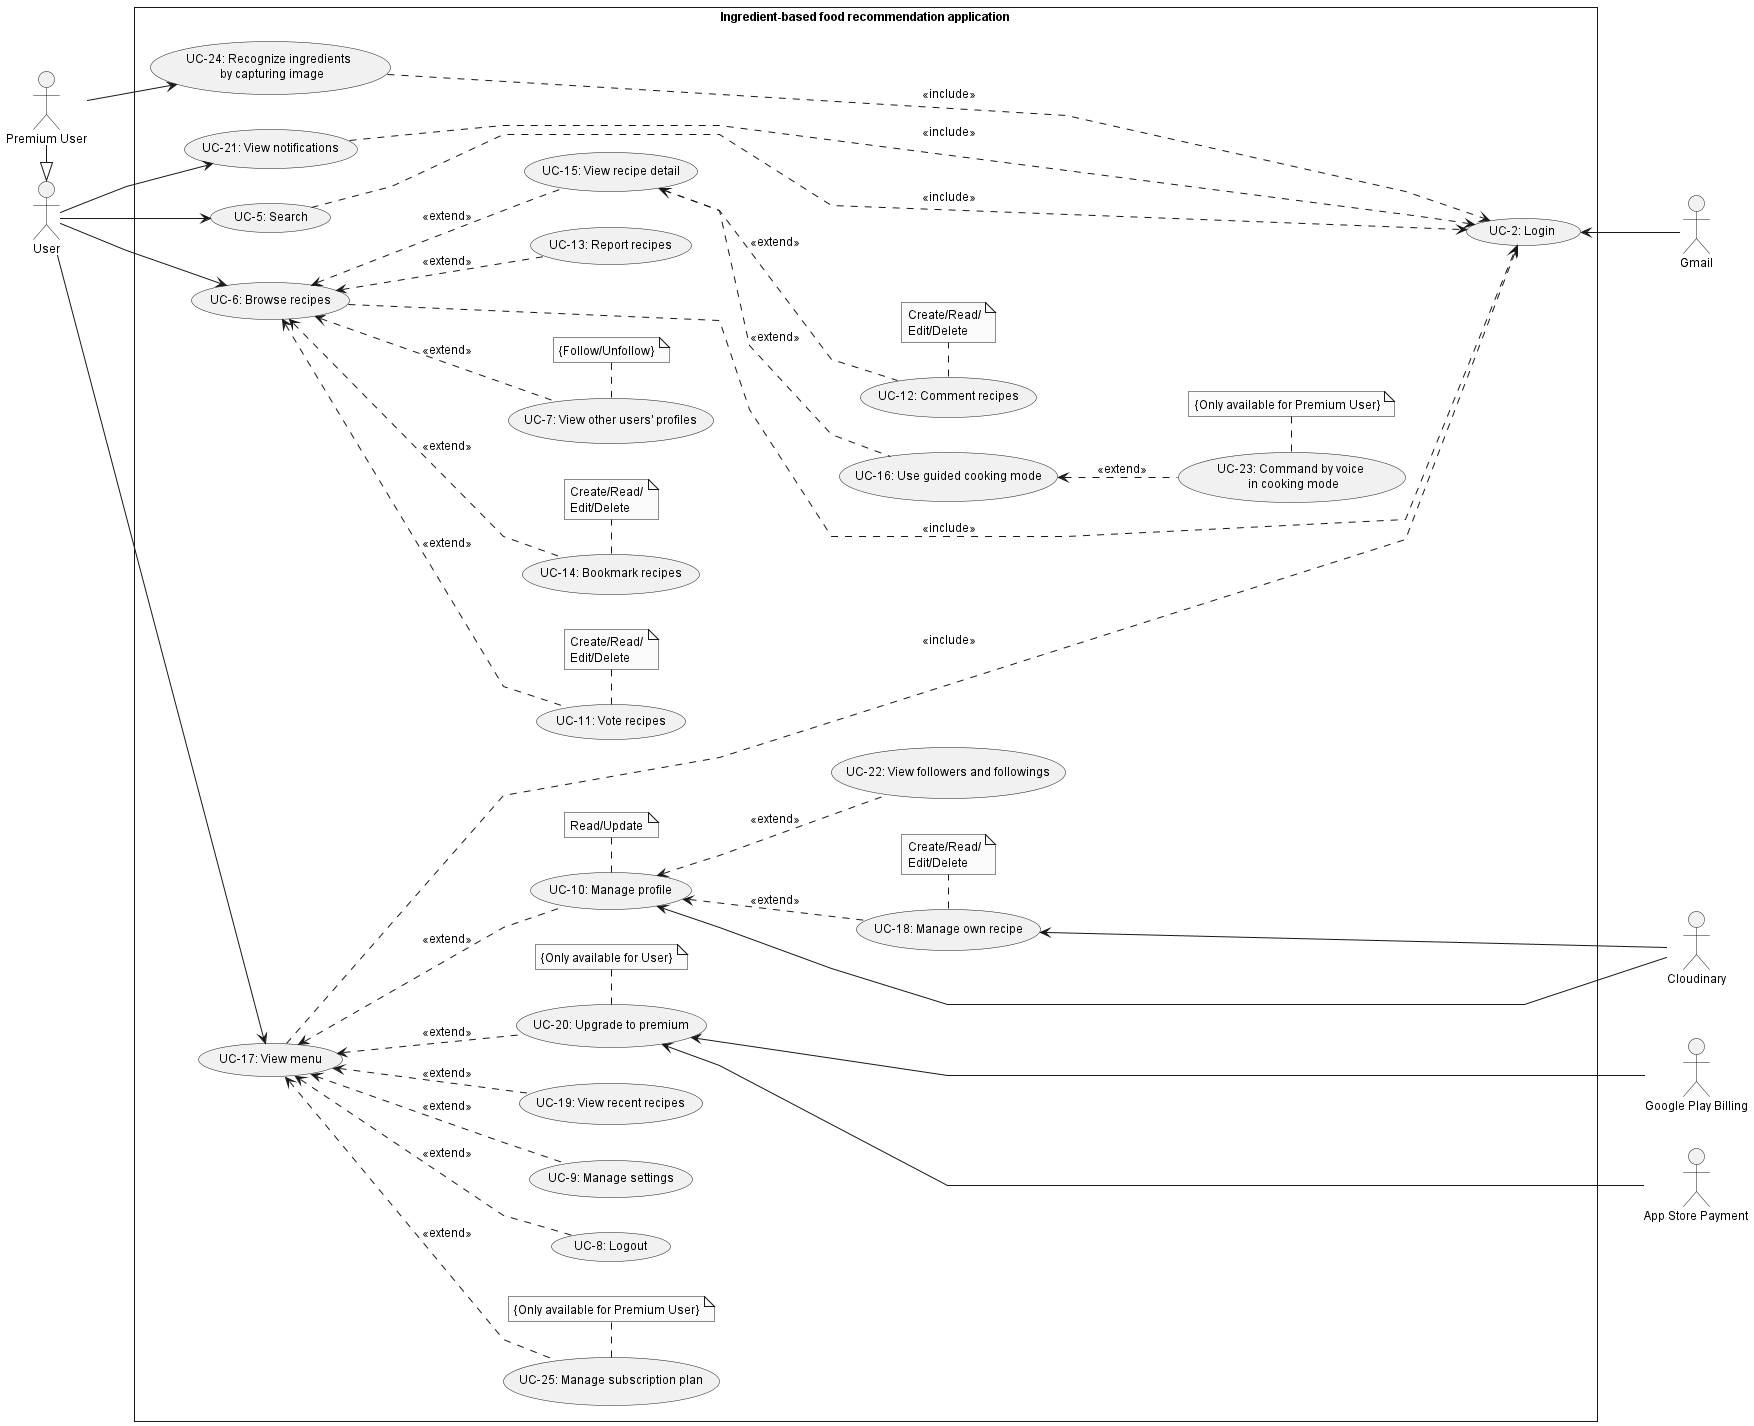 Ingredient-based food recommendation application
UC-24: Recognize ingredients
by capturing image
«include»
Premium User
«include»
UC-21: View notifications
UC-15: View recipe detail
«include»
«extend»
UC-5: Search
User
UC-2: Login
Gmail
UC-13: Report recipes
«extend»
«extend»
UC-6: Browse recipes
Create/Read/
Edit/Delete
«extend»
{Follow/Unfollow}
«extend»
UC-12: Comment recipes
{Only available for Premium User}
UC-7: View other users' profiles
«extend»
UC-16: Use guided cooking mode
«extend»
UC-23: Command by voice
in cooking mode
Create/Read/
Edit/Delete
«include»
«extend»
UC-14: Bookmark recipes
Create/Read/
Edit/Delete
«include»
UC-11: Vote recipes
UC-22: View followers and followings
«extend»
Read/Update
Create/Read/
Edit/Delete
UC-10: Manage profile
«extend»
UC-18: Manage own recipe
«extend»
{Only available for User}
Cloudinary
UC-20: Upgrade to premium
«extend»
UC-17: View menu
«extend»
UC-19: View recent recipes
«extend»
Google Play Billing
«extend»
UC-9: Manage settings
App Store Payment
«extend»
UC-8: Logout
{Only available for Premium User}
UC-25: Manage subscription plan